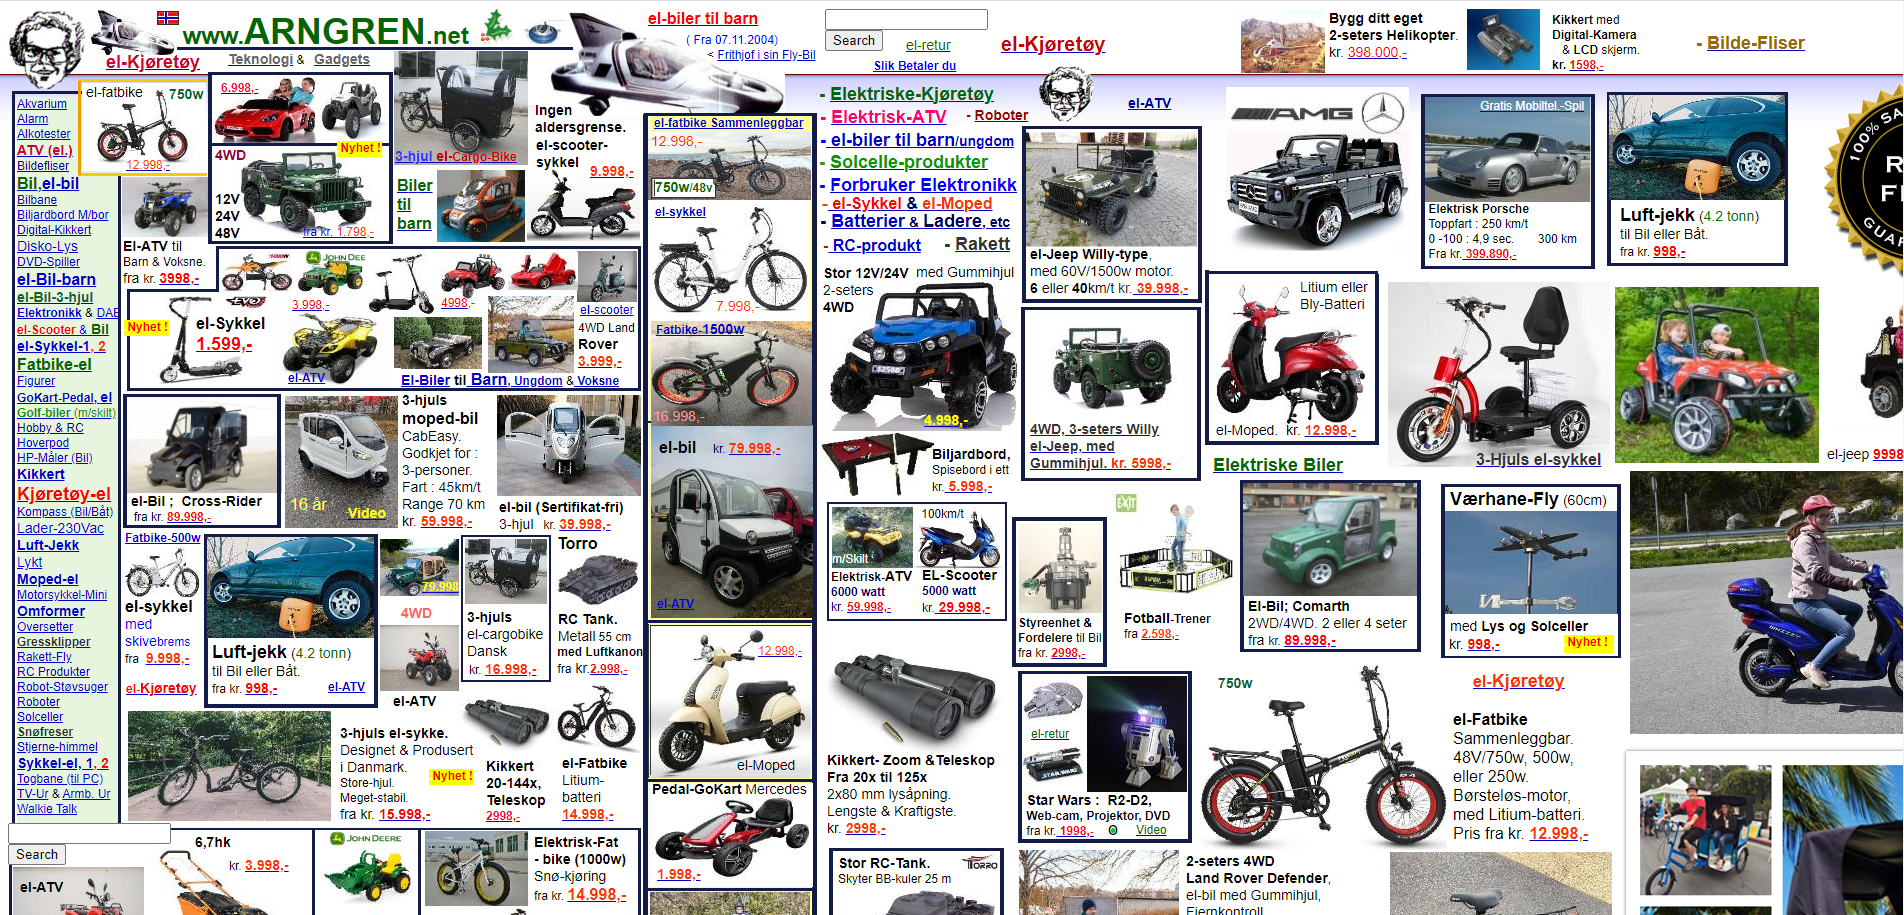 www.ARNGREN.net
el-Kjøretøy
Teknologi & Gadgets
el-biler til barn
( Fra 07.11.2004)
< Frithjof i sin Fly-Bil
Search
el-retur
Slik Betaler du
el-Kjøretøy
Bygg ditt eget
2-seters Helikopter.
kr. 398.000,-
Kikkert med
Digital-Kamera
& LCD skjerm.
kr. 1598,-
- Bilde-Fliser
Akvarium
Alarm
Alkotester
ATV (el.)
Bildefliser
Bil,el-bil
Bilbane
Biljardbord M/bor
Digital-Kikkert
Disko-Lys
DVD-Spiller
el-Bil-barn
el-Bil-3-hjul
Elektronikk & DAB
el-Scooter & Bil
el-Sykkel-1, 2
Fatbike-el
Figurer
GoKart-Pedal, el
Golf-biler (m/skilt)
Hobby & RC
Hoverpod
HP-Måler (Bil)
Kikkert
Kjøretøy-el
Kompass (Bil/Båt)
Lader-230Vac
Luft-Jekk
Lykt
Moped-el
Motorsykkel-Mini
Omformer
Oversetter
Gressklipper
Rakett-Fly
RC Produkter
Robot-Støvsuger
Roboter
Solceller
Snøfreser
Stjerne-himmel
Sykkel-el, 1, 2
Togbane (til PC)
TV-Ur & Armb. Ur
Walkie Talk
Search
el-ATV
el-fatbike 750w
12.998,-
6.998,-
Nyhet !
4WD
12V
24V
48V
fra kr. 1.798,-
3-hjul el-Cargo-Bike
Ingen
aldersgrense.
el-scooter-
sykkel
9.998,-
Biler
til
barn
El-ATV til
Barn & Voksne.
fra kr. 3998,-
1000W
JOHN DEERE
3.998,-
4998,-
el-scooter
Nyhet !
EVO
el-Sykkel
1.599,-
el-ATV
4WD Land
Rover
3.999,-
El-Biler til Barn, Ungdom & Voksne
el-Bil ; Cross-Rider
fra kr. 89.998,-
16 år
Video
3-hjuls
moped-bil
CabEasy.
Godkjet for :
3-personer.
Fart : 45km/t
Range 70 km
kr. 59.998,-
el-bil (Sertifikat-fri)
3-hjul kr. 39.998,-
Fatbike-500w
el-sykkel
med
skivebrems
fra 9.998,-
el-Kjøretøy
Luft-jekk (4.2 tonn)
til Bil eller Båt.
fra kr. 998,-
el-ATV
79.998
4WD
el-ATV
3-hjuls
el-cargobike
Dansk
kr. 16.998,-
Torro
RC Tank.
Metall 55 cm
med Luftkanon
fra kr.2.998,-
3-hjuls el-sykke.
Designet & Produsert
i Danmark.
Store-hjul.
Meget-stabil.
fra kr. 15.998,-
Nyhet !
Kikkert
20-144x,
Teleskop
2998,-
el-Fatbike
Litium-
batteri
14.998,-
6,7hk
kr. 3.998,-
JOHN DEERE
Elektrisk-Fat
- bike (1000w)
Snø-kjøring
fra kr. 14.998,-
el-fatbike Sammenleggbar
12.998,-
750w/48v
el-sykkel
7.998,-
Fatbike-1500w
16.998,-
el-bil kr. 79.998,-
el-ATV
12.998,-
el-Moped
Pedal-GoKart Mercedes
1.998,-
- Elektriske-Kjøretøy
- Elektrisk-ATV - Roboter
- el-biler til barn/ungdom
- Solcelle-produkter
- Forbruker Elektronikk
- el-Sykkel & el-Moped
- Batterier & Ladere, etc
- RC-produkt - Rakett
Stor 12V/24V med Gummihjul
2-seters
4WD
4.998,-
Biljardbord,
Spisebord i ett
kr. 5.998,-
m/Skilt
Elektrisk-ATV
6000 watt
kr. 59.998,-
100km/t
EL-Scooter
5000 watt
kr. 29.998,-
Kikkert- Zoom &Teleskop
Fra 20x til 125x
2x80 mm lysåpning.
Lengste & Kraftigste.
kr. 2998,-
Stor RC-Tank.
Skyter BB-kuler 25 m
TORRO
el-ATV
el-Jeep Willy-type,
med 60V/1500w motor.
6 eller 40km/t kr. 39.998,-
4WD, 3-seters Willy
el-Jeep, med
Gummihjul. kr. 5998,-
Styreenhet &
Fordelere til Bil
fra kr. 2998,-
EXIT
Fotball-Trener
fra 2.598,-
el-retur
STAR WARS
Star Wars : R2-D2,
Web-cam, Projektor, DVD
fra kr. 1998,- Video
2-seters 4WD
Land Rover Defender,
el-bil med Gummihjul,
Fjernkontroll
AMG
Gratis Mobiltel.-Spil
Elektrisk Porsche
Toppfart : 250 km/t
0 -100 : 4,9 sec. 300 km
Fra kr. 399.890,-
Luft-jekk (4.2 tonn)
til Bil eller Båt.
fra kr. 998,-
100% SA
GUAR
Litium eller
Bly-Batteri
el-Moped. kr. 12.998,-
3-Hjuls el-sykkel
el-jeep 9998
Elektriske Biler
El-Bil; Comarth
2WD/4WD. 2 eller 4 seter
fra kr. 89.998,-
Værhane-Fly (60cm)
med Lys og Solceller
kr. 998,-
Nyhet !
750w
el-Kjøretøy
el-Fatbike
Sammenleggbar.
48V/750w, 500w,
eller 250w.
Børsteløs-motor,
med Litium-batteri.
Pris fra kr. 12.998,-